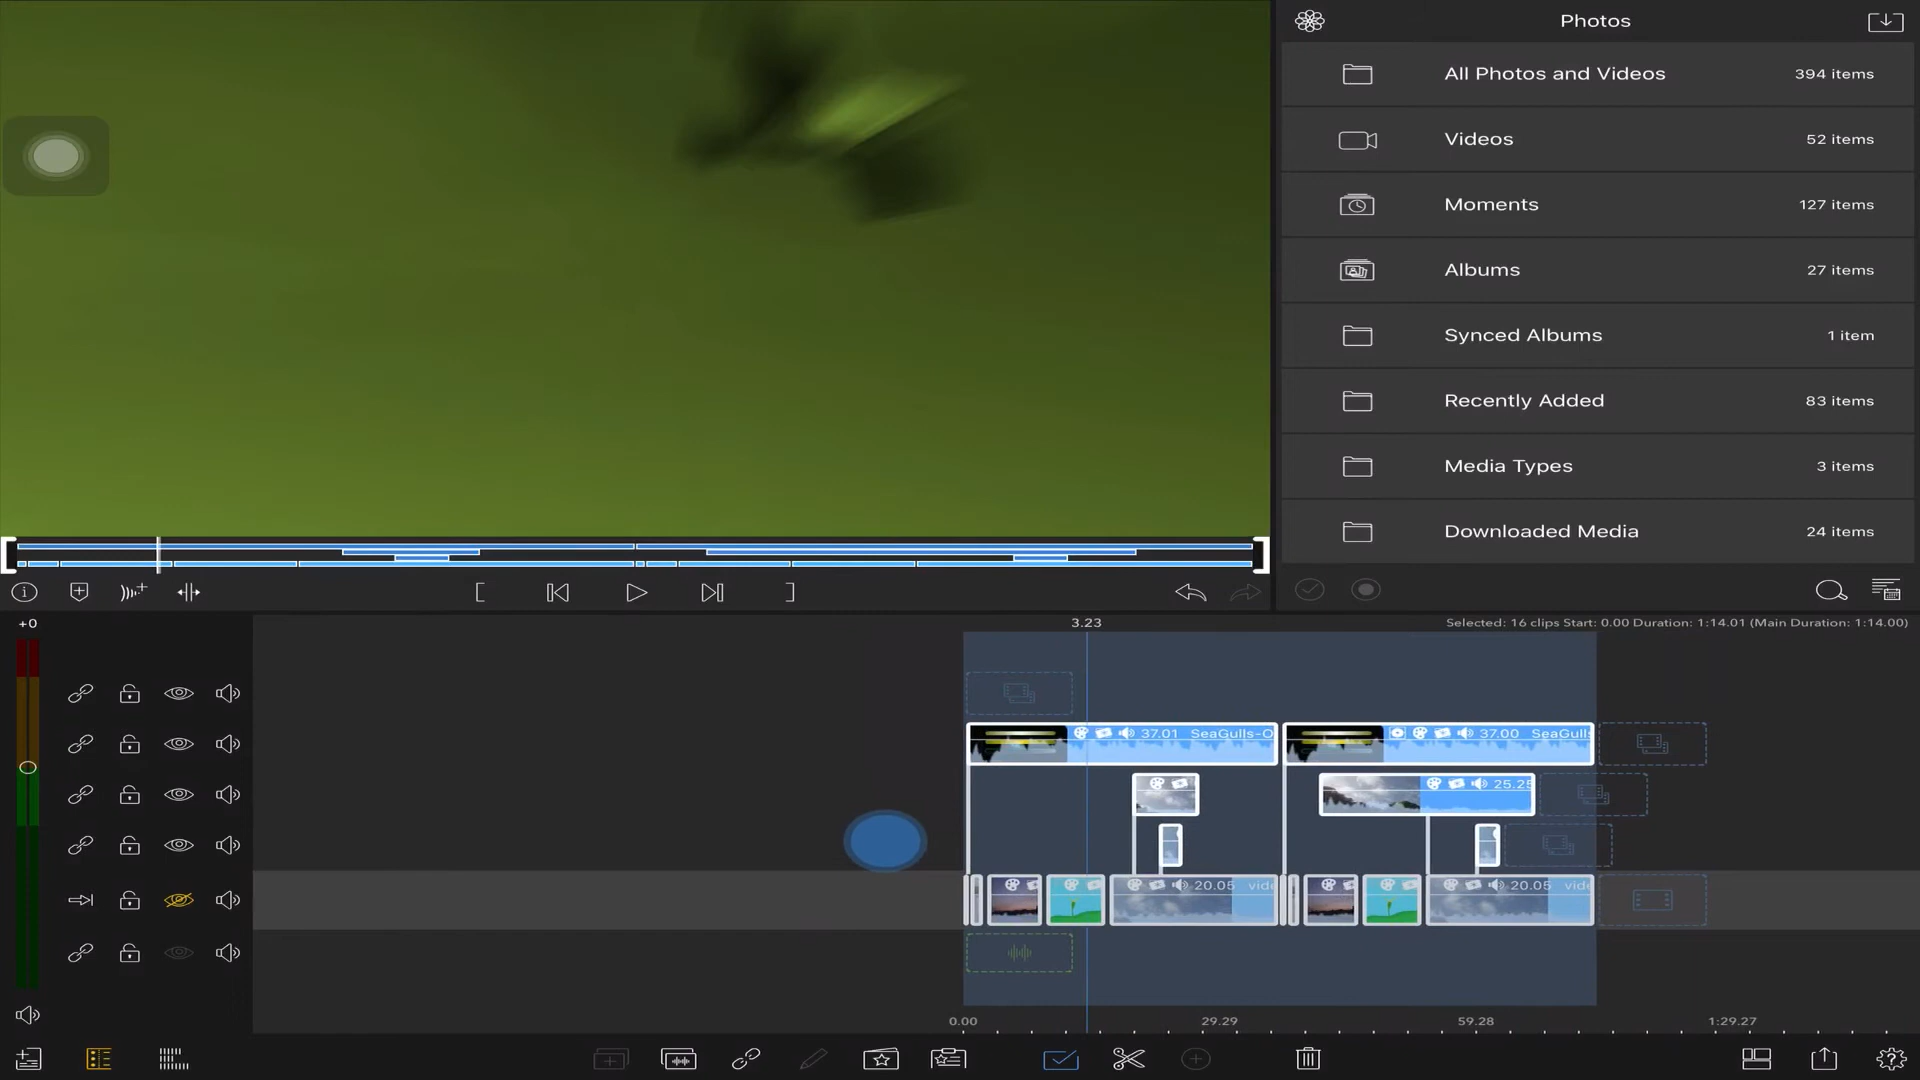 Photos
All Photos and Videos 394 items
Videos 52 items
Moments 127 items
Albums 27 items
Synced Albums 1 item
Recently Added 83 items
Media Types 3 items
Downloaded Media 24 items
+0
3.23
Selected: 16 clips Start: 0.00 Duration: 1:14.01 (Main Duration: 1:14.00)
37.01 SeaGulls-O
37.00 SeaGulls
25.25
20.05 vide
20.05 vide
0.00
29.29
59.28
1:29.27